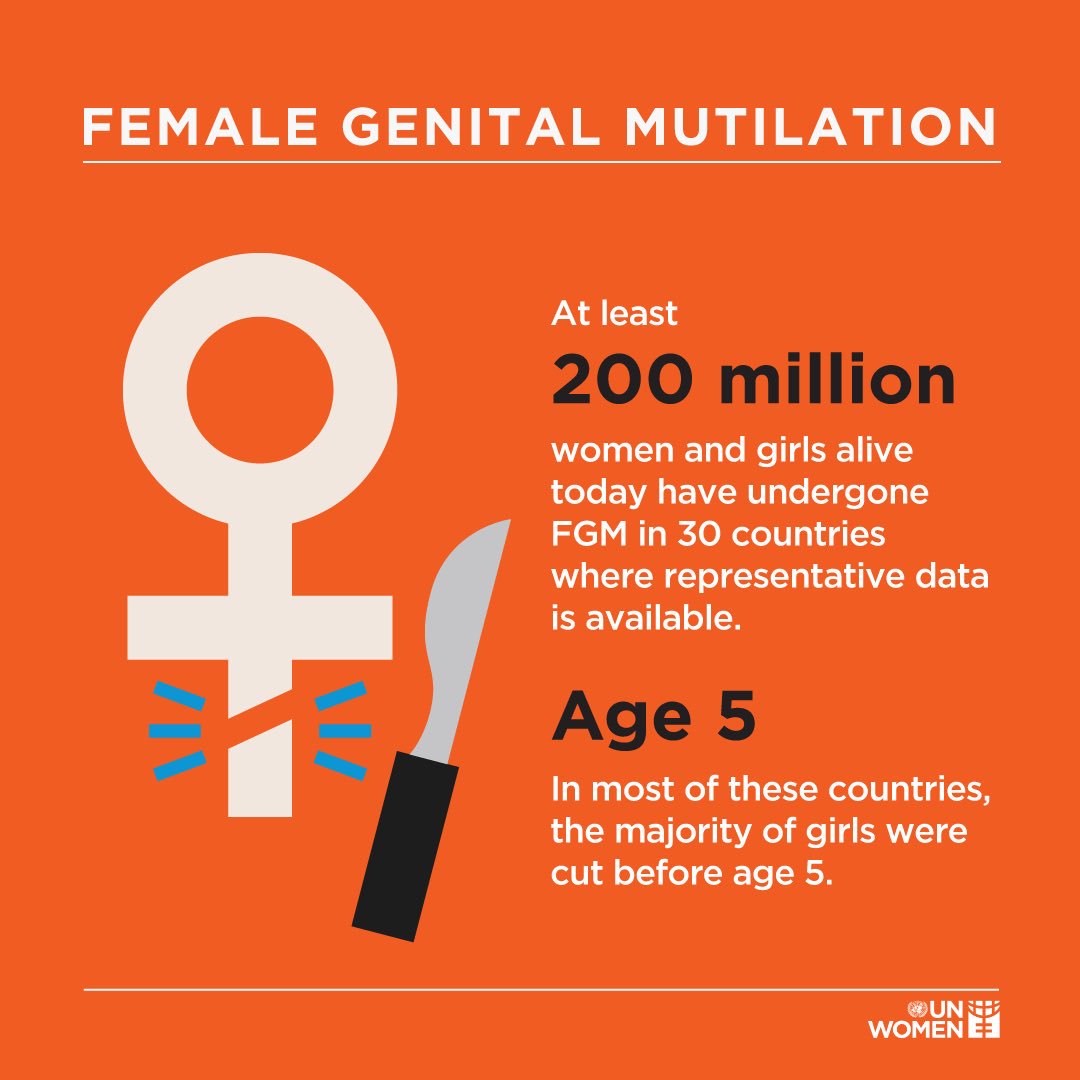 FEMALE GENITAL MUTILATION
At least
200 million
women and girls alive
today have undergone
FGM in 30 countries
where representative data
is available.
Age 5
In most of these countries,
the majority of girls were
cut before age 5.
UN
WOMEN